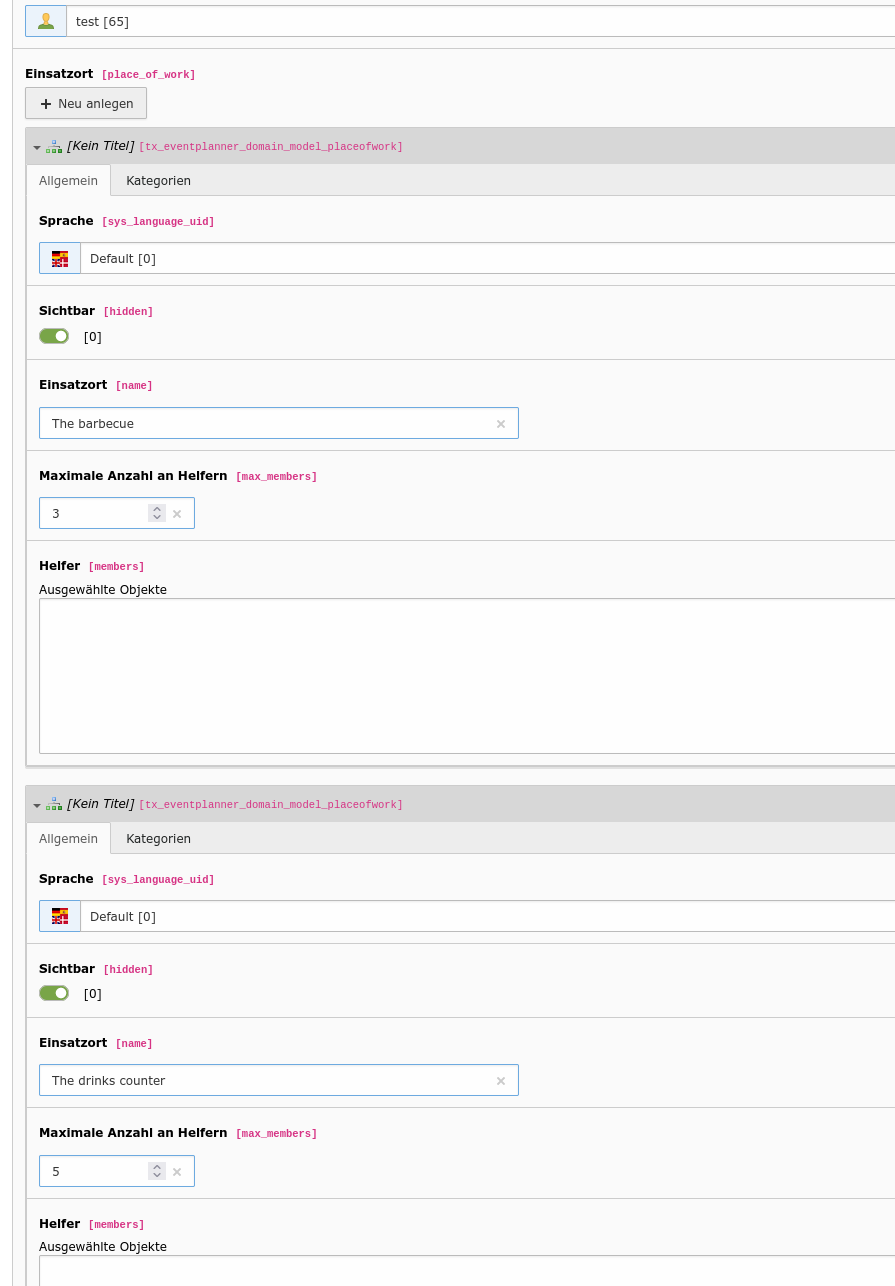 test [65]
Einsatzort [place_of_work]
+ Neu anlegen
[Kein Titel] [tx_eventplanner_domain_model_placeofwork]
Allgemein Kategorien
Sprache [sys_language_uid]
Default [0]
Sichtbar [hidden]
[0]
Einsatzort [name]
The barbecue
Maximale Anzahl an Helfern [max_members]
3
Helfer [members]
Ausgewählte Objekte
[Kein Titel] [tx_eventplanner_domain_model_placeofwork]
Allgemein Kategorien
Sprache [sys_language_uid]
Default [0]
Sichtbar [hidden]
[0]
Einsatzort [name]
The drinks counter
Maximale Anzahl an Helfern [max_members]
5
Helfer [members]
Ausgewählte Objekte